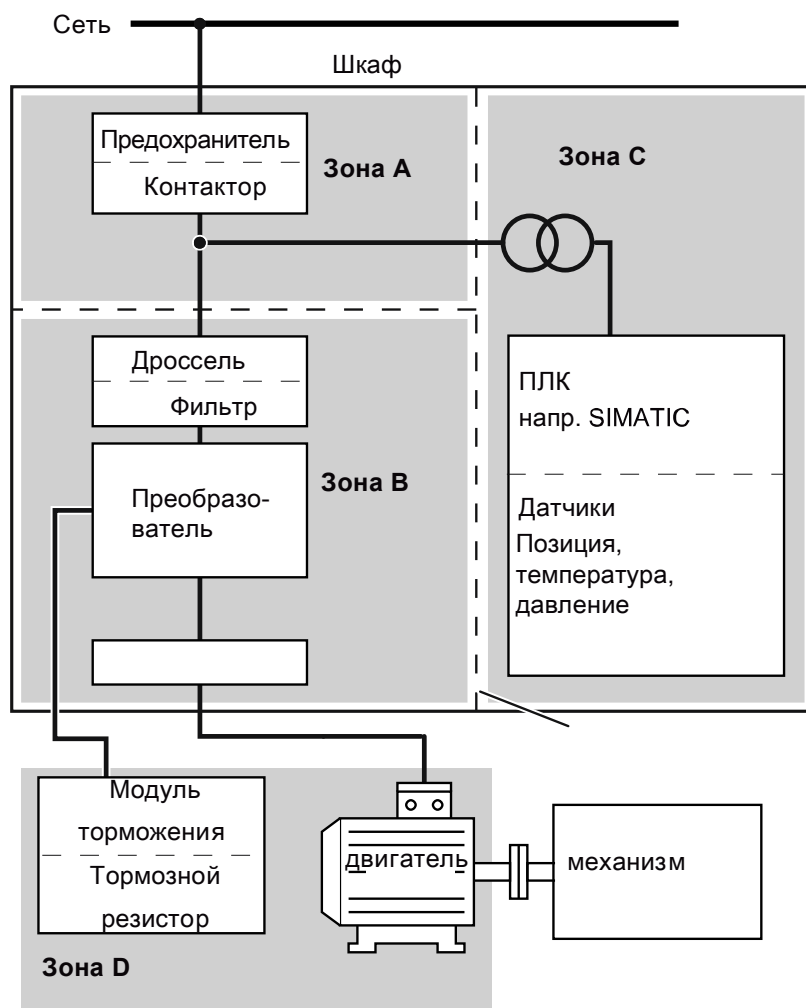 Сеть
Шкаф
Предохранитель
Контактор
Зона A
Зона C
Дроссель
Фильтр
Зона B
Преобразо-
ватель
ПЛК
напр. SIMATIC
Датчики
Позиция,
температура,
давление
Модуль
торможения
Тормозной
резистор
двигатель
механизм
Зона D